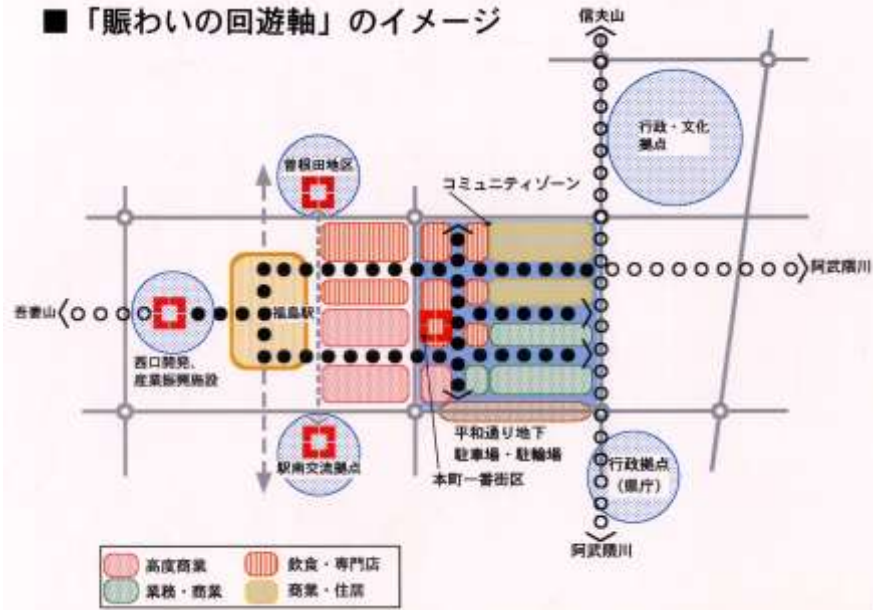 ■「賑わいの回遊軸」のイメージ
信夫山
行政・文化
拠点
曽根田地区
コミュニティゾーン
阿武隈川
吾妻山
福島駅
西口開発、
産業振興施設
平和通り地下
駐車場・駐輪場
駅南交流拠点
本町一番街区
行政拠点
（県庁）
阿武隈川
高度商業
飲食・専門店
業務・商業
商業・住居